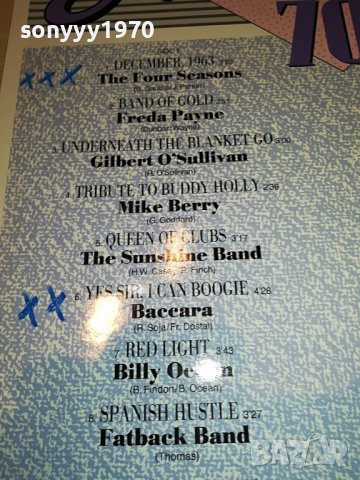 sonyyy1970
70
SIDE 1
1. DECEMBER, 1963 3:20
The Four Seasons
(B. Gaudio/J. Parker)
2. BAND OF GOLD 2:51
Freda Payne
(Dunbar/Wayne)
3. UNDERNEATH THE BLANKET GO 3:00
Gilbert O'Sullivan
(R. O'Sullivan)
4. TRIBUTE TO BUDDY HOLLY 2:36
Mike Berry
(G. Goddard)
5. QUEEN OF CLUBS 3:17
The Sunshine Band
(H.W. Casey/B. Finch)
6. YES SIR, I CAN BOOGIE 4:28
Baccara
(R. Soja/Fr. Dostal)
7. RED LIGHT 3:43
Billy Ocean
(B. Findon/B. Ocean)
8. SPANISH HUSTLE 3:27
Fatback Band
(Thomas)
BAZAR